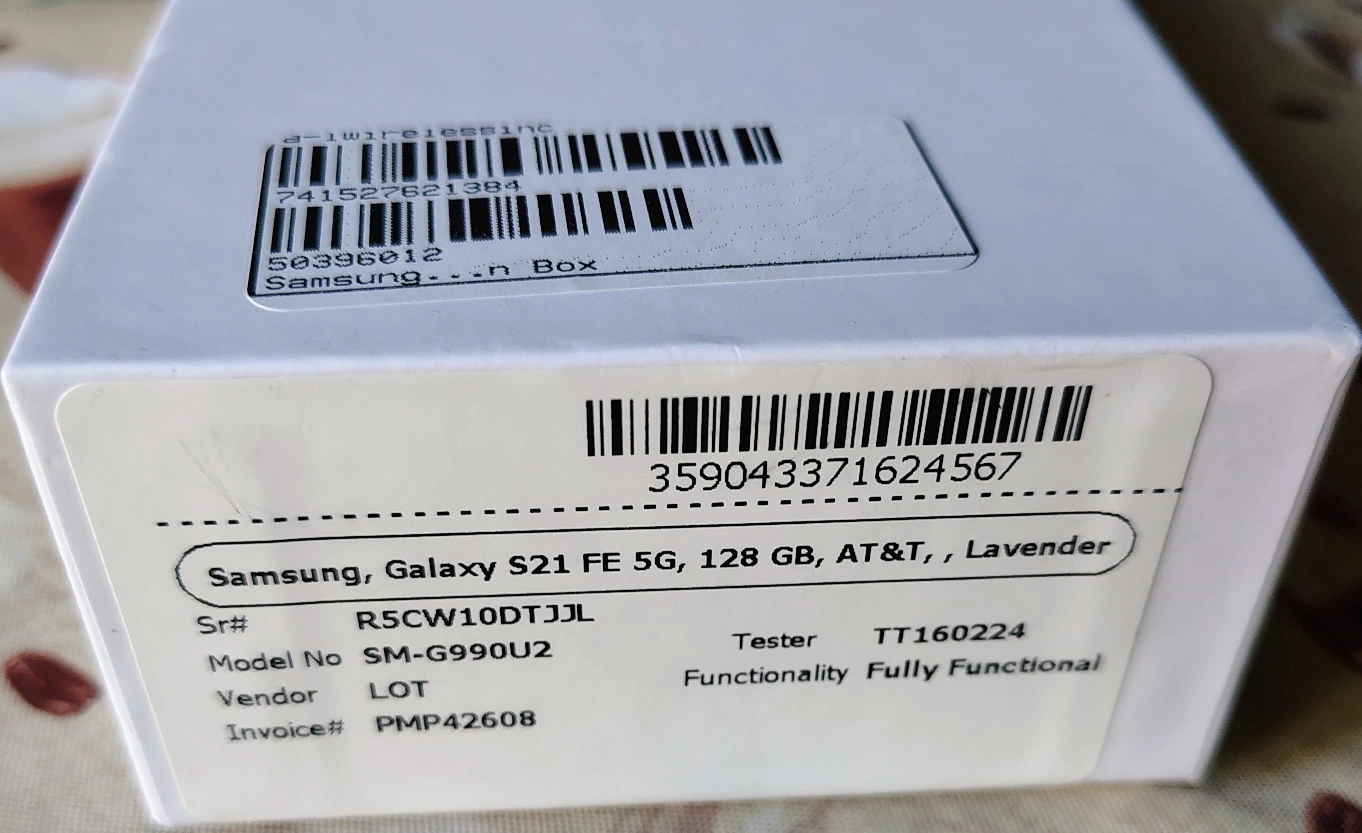 a-1wirelessinc
741527621384
50396012
Samsung...n Box
359043371624567
Samsung, Galaxy S21 FE 5G, 128 GB, AT&T, , Lavender
Sr# R5CW10DTJJL
Model No SM-G990U2
Vendor LOT
Invoice# PMP42608
Tester TT160224
Functionality Fully Functional